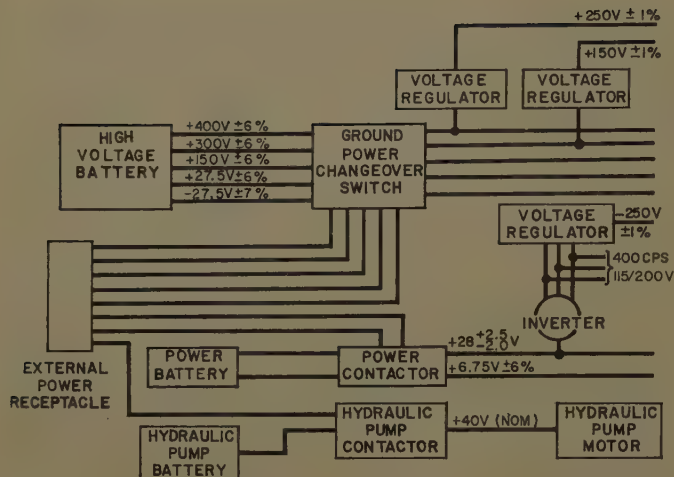 +250V ± 1%
+150V ±1%
VOLTAGE
REGULATOR
VOLTAGE
REGULATOR
HIGH
VOLTAGE
BATTERY
+400V ±6%
+300V ±6%
+150V ±6%
+27.5V ±6%
-27.5V ±7%
GROUND
POWER
CHANGEOVER
SWITCH
VOLTAGE
REGULATOR
-250V
±1%
400 CPS
115/200V
INVERTER
EXTERNAL
POWER
RECEPTACLE
POWER
BATTERY
POWER
CONTACTOR
+28 +2.5 -2.0 V
+6.75V ±6%
HYDRAULIC
PUMP
BATTERY
HYDRAULIC
PUMP
CONTACTOR
+40V (NOM)
HYDRAULIC
PUMP
MOTOR